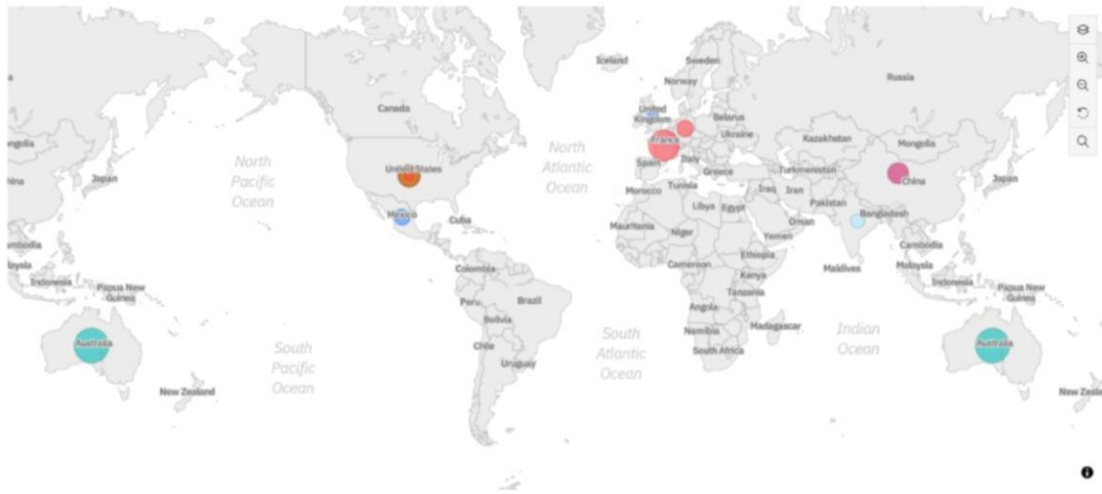 Iceland
Sweden
Russia
Norway
Canada
United
Kingdom
Belarus
Ukraine
France
Kazakhstan
Mongolia
North
Pacific
Ocean
North
Atlantic
Ocean
Japan
United States
Spain
Italy
Greece
Turkmenistan
China
Japan
Morocco
Tunisia
Iraq
Iran
Pakistan
Mexico
Cuba
Libya
Egypt
Oman
Bangladesh
Mauritania
Niger
Yemen
Cambodia
Colombia
Cameroon
Ethiopia
Kenya
Maldives
Malaysia
Indonesia
Papua New
Guinea
Peru
Brazil
Tanzania
Indonesia
Papua New
Guinea
Bolivia
Angola
Madagascar
Namibia
South Africa
Australia
Chile
South
Pacific
Ocean
Uruguay
South
Atlantic
Ocean
Indian
Ocean
Australia
New Zealand
New Zeala